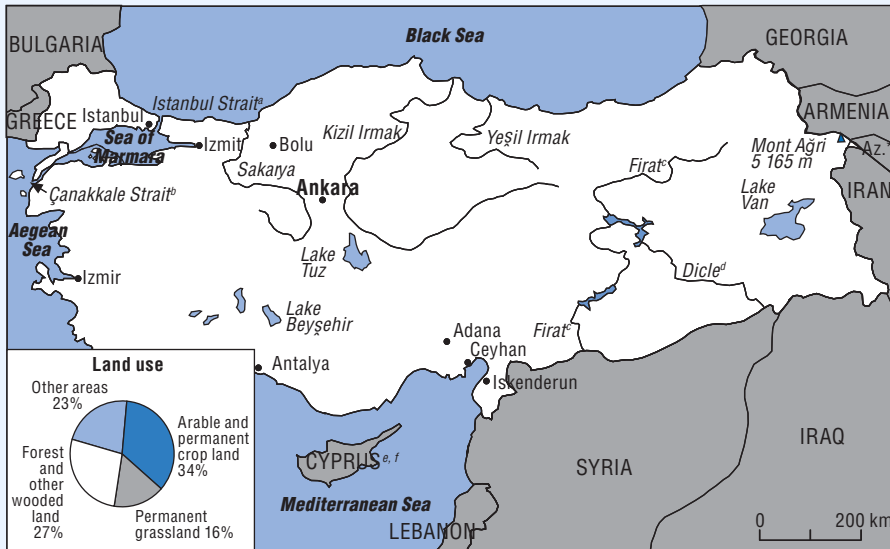 BULGARIA
Black Sea
GEORGIA
Istanbul Strait^a
Istanbul
GREECE
Sea of
Marmara
Izmit
Bolu
Kizil Irmak
Yeşil Irmak
ARMENIA
Mont Ağri
5 165 m
Az.*
Sakarya
Ankara
Firat^c
Lake
Van
IRAN
Çanakkale Strait^b
Aegean
Sea
Lake
Tuz
Izmir
Dicle^d
Lake
Beyşehir
Firat^c
Adana
Ceyhan
Antalya
Iskenderun
Land use
Other areas
23%
Arable and
permanent
crop land
34%
Forest and
other
wooded
land
27%
Permanent
grassland 16%
CYPRUS^e, f
SYRIA
IRAQ
Mediterranean Sea
LEBANON
0 200 km